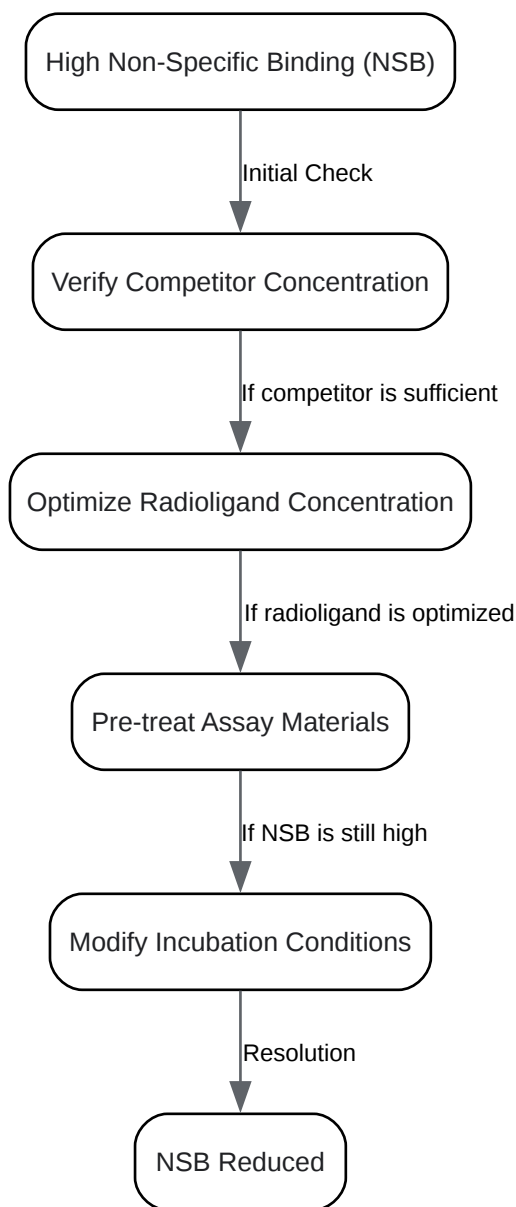 High Non-Specific Binding (NSB)
Initial Check
Verify Competitor Concentration
If competitor is sufficient
Optimize Radioligand Concentration
If radioligand is optimized
Pre-treat Assay Materials
If NSB is still high
Modify Incubation Conditions
Resolution
NSB Reduced